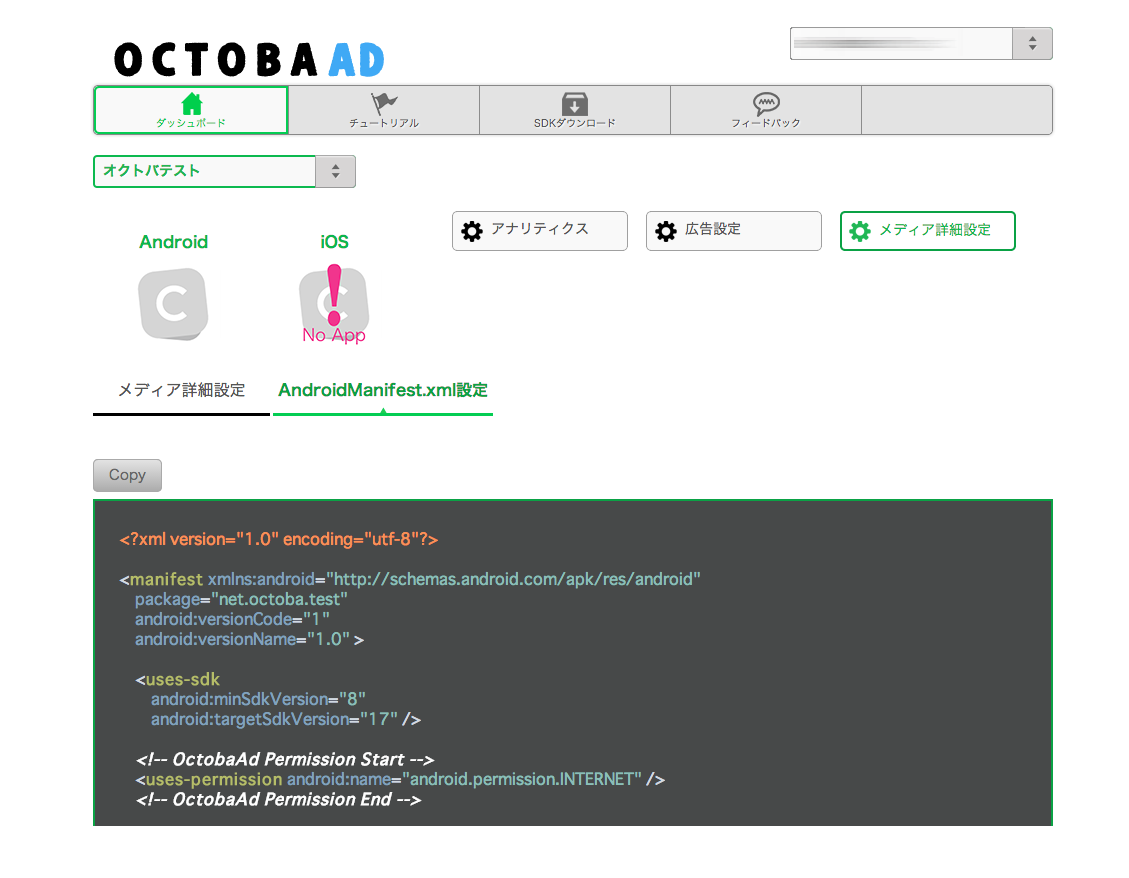 OCTOBA AD
ダッシュボード
チュートリアル
SDKダウンロード
フィードバック
オクトバテスト
Android
iOS
アナリティクス
広告設定
メディア詳細設定
No App
メディア詳細設定
AndroidManifest.xml設定
Copy
<?xml version="1.0" encoding="utf-8"?>
<manifest xmlns:android="http://schemas.android.com/apk/res/android"
package="net.octoba.test"
android:versionCode="1"
android:versionName="1.0" >
<uses-sdk
android:minSdkVersion="8"
android:targetSdkVersion="17" />
<!-- OctobaAd Permission Start -->
<uses-permission android:name="android.permission.INTERNET" />
<!-- OctobaAd Permission End -->